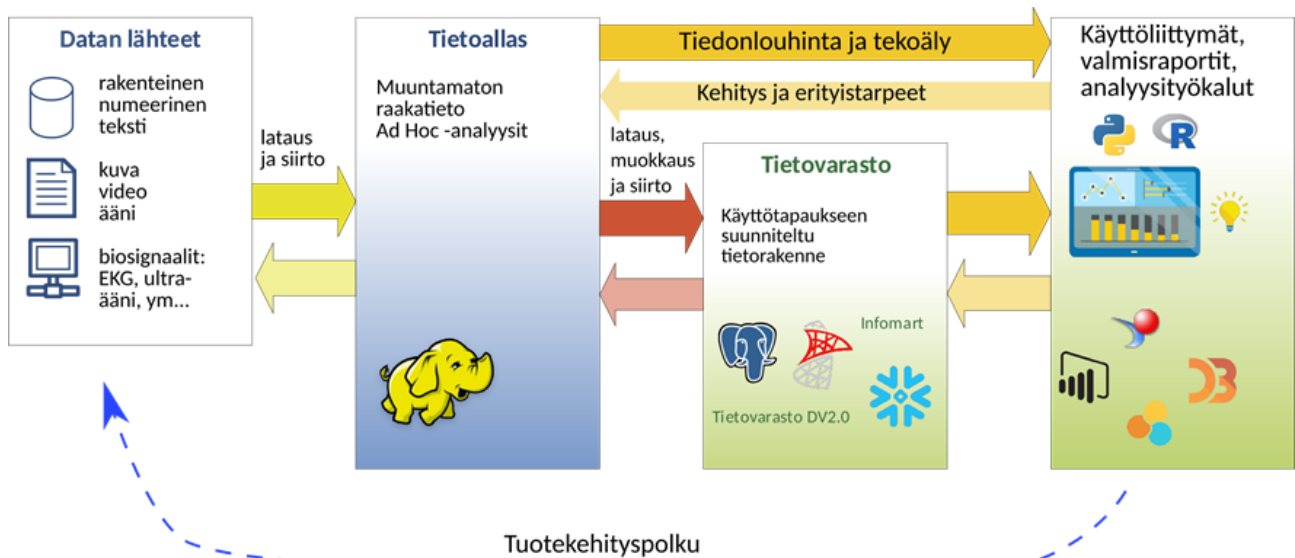 Datan lähteet
rakenteinen
numeerinen
teksti
kuva
video
ääni
biosignaalit:
EKG, ultra-
ääni, ym...
lataus
ja siirto
Tietoallas
Muuntamaton
raakatieto
Ad Hoc -analyysit
Tiedonlouhinta ja tekoäly
Kehitys ja erityistarpeet
lataus,
muokkaus
ja siirto
Tietovarasto
Käyttötapaukseen
suunniteltu
tietorakenne
Infomart
Tietovarasto DV2.0
Käyttöliittymät,
valmisraportit,
analyysityökalut
R
D3
Tuotekehityspolku